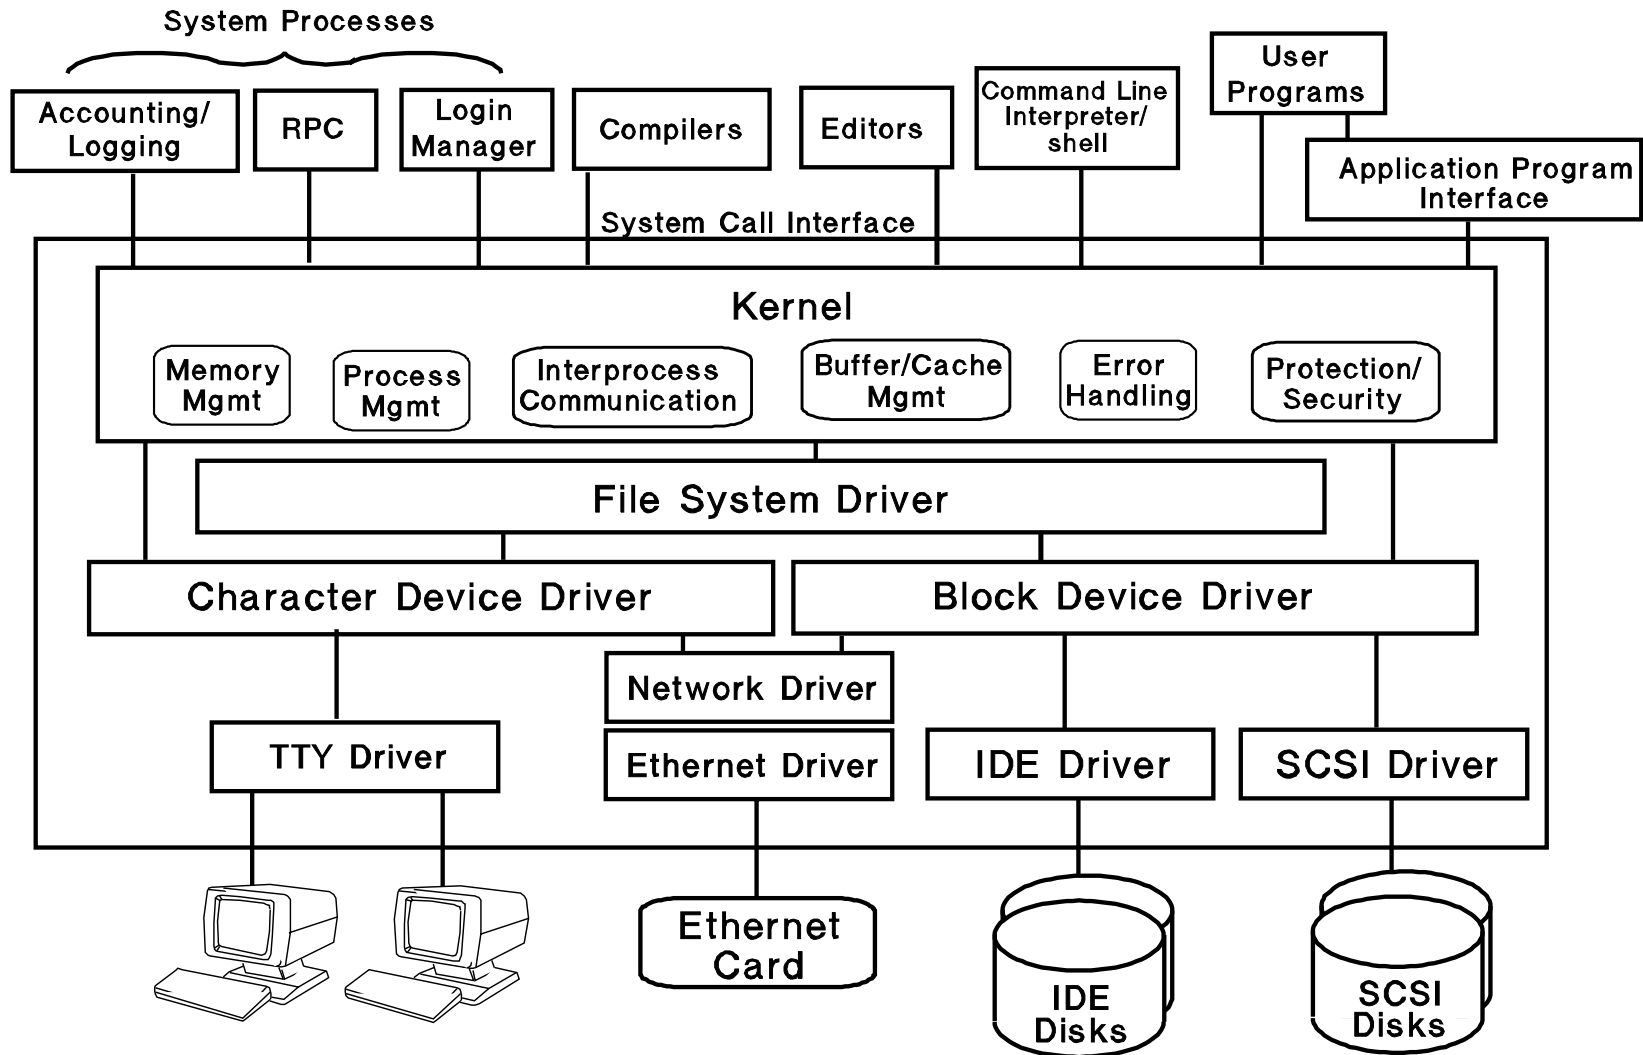 System Processes
Accounting/
Logging
RPC
Login
Manager
Compilers
Editors
Command Line
Interpreter/
shell
User
Programs
Application Program
Interface
System Call Interface
Kernel
Memory
Mgmt
Process
Mgmt
Interprocess
Communication
Buffer/Cache
Mgmt
Error
Handling
Protection/
Security
File System Driver
Character Device Driver
Block Device Driver
Network Driver
TTY Driver
Ethernet Driver
IDE Driver
SCSI Driver
Ethernet
Card
IDE
Disks
SCSI
Disks